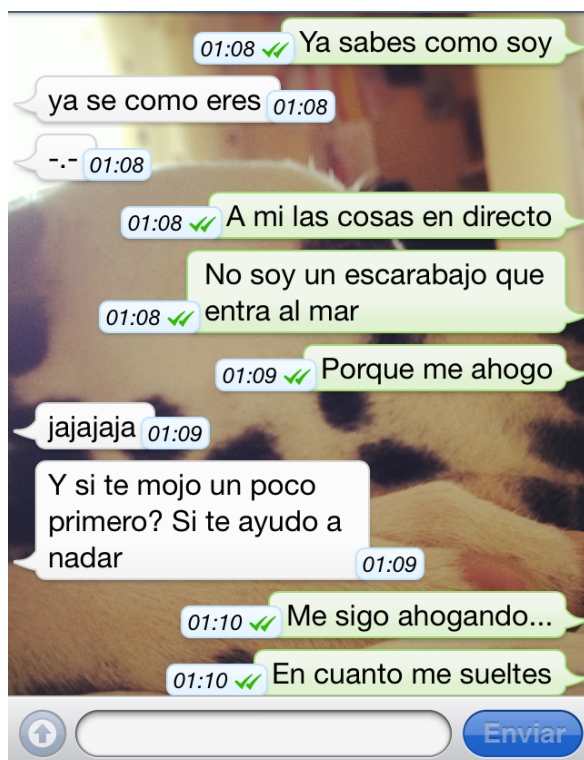 01:08 Ya sabes como soy
ya se como eres 01:08
-.- 01:08
01:08 A mi las cosas en directo
No soy un escarabajo que
01:08 entra al mar
01:09 Porque me ahogo
jajajaja 01:09
Y si te mojo un poco
primero? Si te ayudo a
nadar 01:09
01:10 Me sigo ahogando...
01:10 En cuanto me sueltes
Enviar